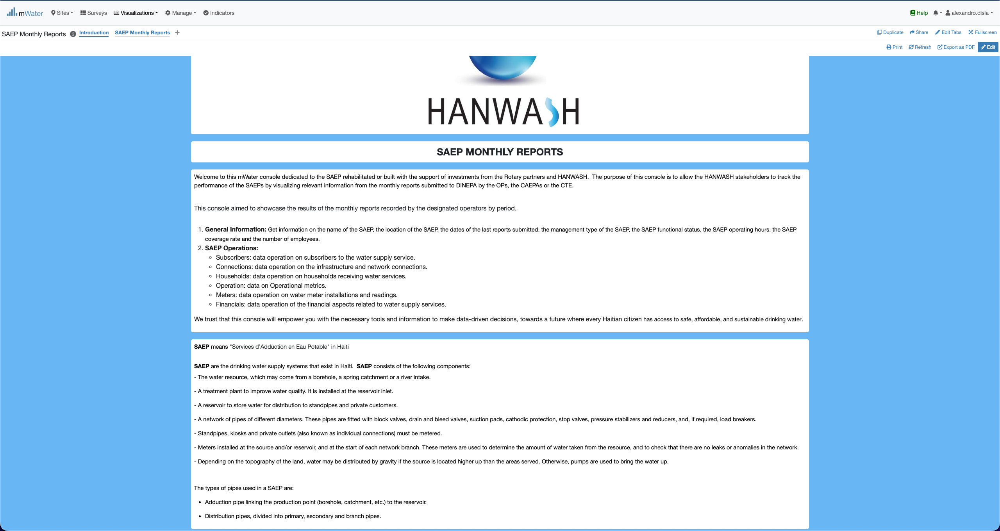 mWater Sites Surveys Visualizations Manage Indicators Help alexandro.disla
SAEP Monthly Reports Introduction SAEP Monthly Reports + Duplicate Share Edit Tabs Fullscreen
Print Refresh Export as PDF Edit
HANWASH
SAEP MONTHLY REPORTS
Welcome to this mWater console dedicated to the SAEP rehabilitated or built with the support of investments from the Rotary partners and HANWASH.  The purpose of this console is to allow the HANWASH stakeholders to track the
performance of the SAEPs by visualizing relevant information from the monthly reports submitted to DINEPA by the OPs, the CAEPAs or the CTE.
This console aimed to showcase the results of the monthly reports recorded by the designated operators by period.
1. General Information: Get information on the name of the SAEP, the location of the SAEP, the dates of the last reports submitted, the management type of the SAEP, the SAEP functional status, the SAEP operating hours, the SAEP
coverage rate and the number of employees.
2. SAEP Operations:
◦ Subscribers: data operation on subscribers to the water supply service.
◦ Connections: data operation on the infrastructure and network connections.
◦ Households: data operation on households receiving water services.
◦ Operation: data on Operational metrics.
◦ Meters: data operation on water meter installations and readings.
◦ Financials: data operation of the financial aspects related to water supply services.
We trust that this console will empower you with the necessary tools and information to make data-driven decisions, towards a future where every Haitian citizen has access to safe, affordable, and sustainable drinking water.
SAEP means "Services d’Adduction en Eau Potable" in Haiti
SAEP are the drinking water supply systems that exist in Haiti.  SAEP consists of the following components:
- The water resource, which may come from a borehole, a spring catchment or a river intake.
- A treatment plant to improve water quality. It is installed at the reservoir inlet.
- A reservoir to store water for distribution to standpipes and private customers.
- A network of pipes of different diameters. These pipes are fitted with block valves, drain and bleed valves, suction pads, cathodic protection, stop valves, pressure stabilizers and reducers, and, if required, load breakers.
- Standpipes, kiosks and private outlets (also known as individual connections) must be metered.
- Meters installed at the source and/or reservoir, and at the start of each network branch. These meters are used to determine the amount of water taken from the resource, and to check that there are no leaks or anomalies in the network.
- Depending on the topography of the land, water may be distributed by gravity if the source is located higher up than the areas served. Otherwise, pumps are used to bring the water up.
The types of pipes used in a SAEP are:
• Adduction pipe linking the production point (borehole, catchment, etc.) to the reservoir.
• Distribution pipes, divided into primary, secondary and branch pipes.